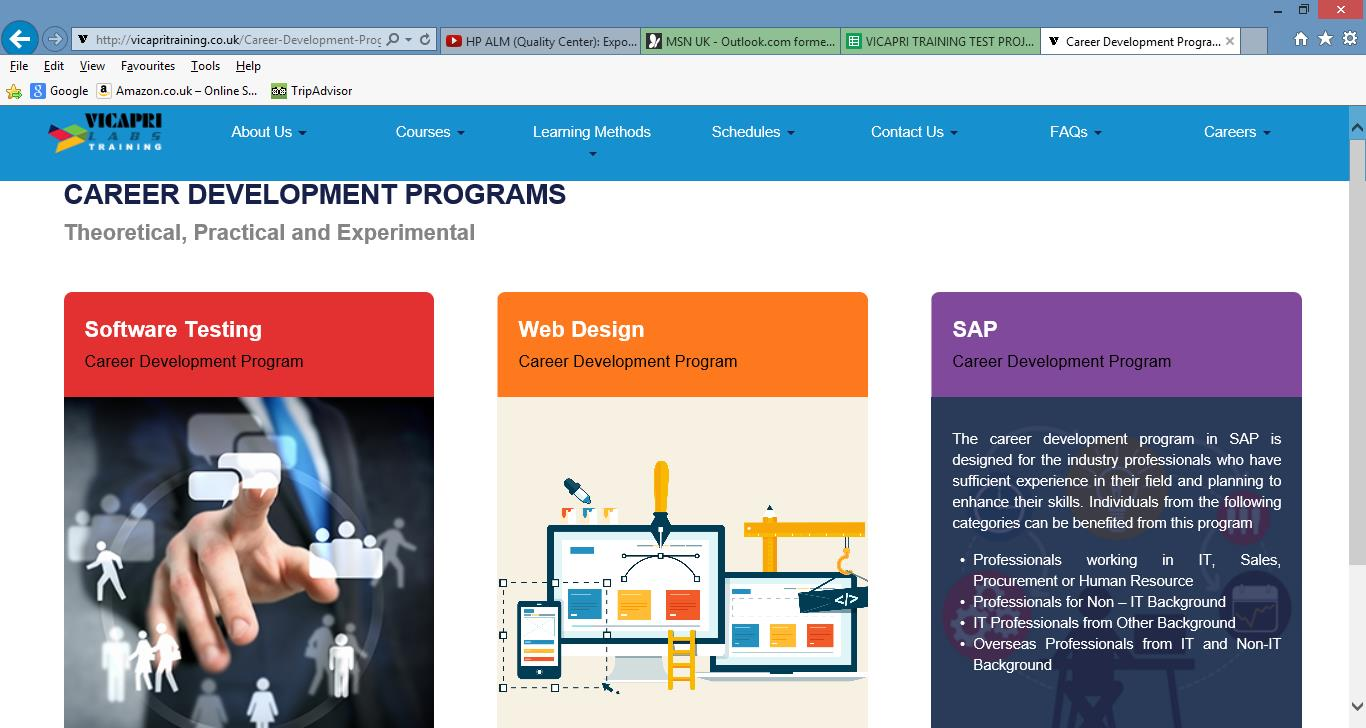 http://vicapritraining.co.uk/Career-Development-Prog
HP ALM (Quality Center): Expo...
MSN UK - Outlook.com forme...
VICAPRI TRAINING TEST PROJ...
Career Development Progra...
File Edit View Favourites Tools Help
Google Amazon.co.uk – Online S... TripAdvisor
VICAPRI
LABS
TRAINING
About Us Courses Learning Methods Schedules Contact Us FAQs Careers
CAREER DEVELOPMENT PROGRAMS
Theoretical, Practical and Experimental
Software Testing
Career Development Program
Web Design
Career Development Program
</>
SAP
Career Development Program
The career development program in SAP is
designed for the industry professionals who have
sufficient experience in their field and planning to
enhance their skills. Individuals from the following
categories can be benefited from this program
• Professionals working in IT, Sales,
Procurement or Human Resource
• Professionals for Non – IT Background
• IT Professionals from Other Background
• Overseas Professionals from IT and Non-IT
Background